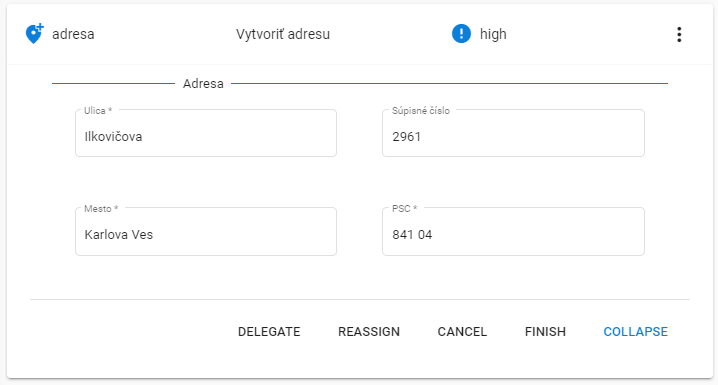 adresa Vytvoriť adresu high
Adresa
Ulica * Súpisné číslo
Ilkovičova 2961
Mesto * PSC *
Karlova Ves 841 04
DELEGATE REASSIGN CANCEL FINISH COLLAPSE